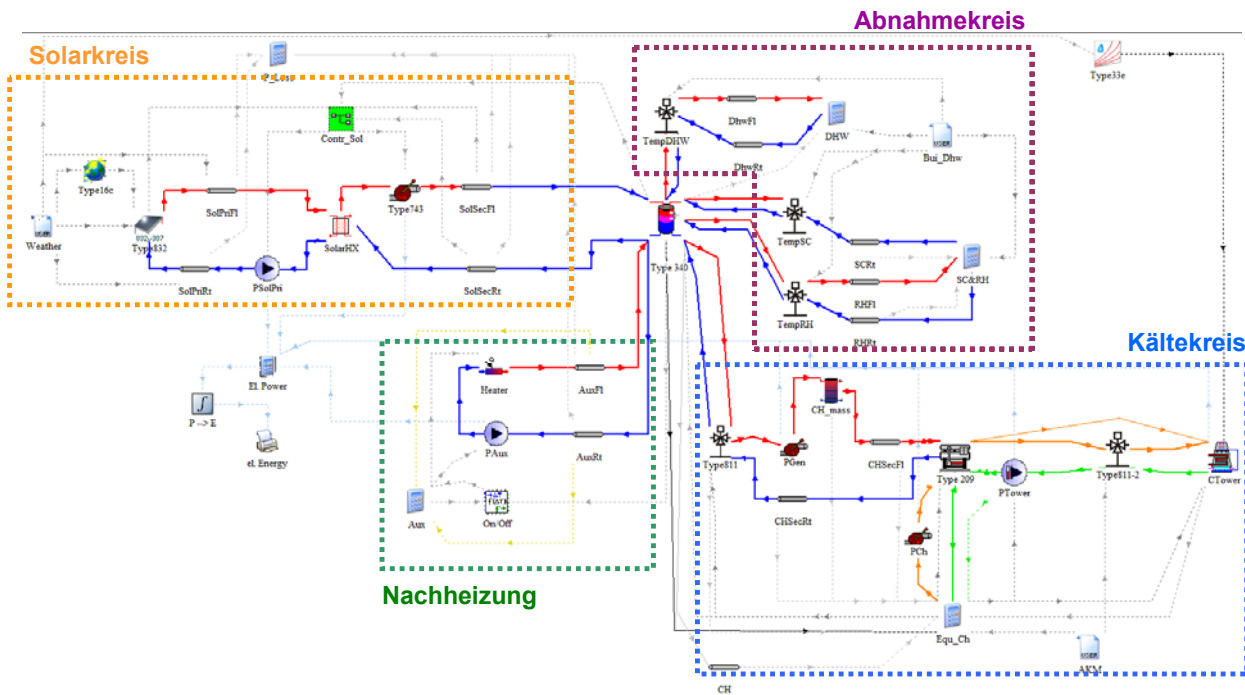 Abnahmekreis
Solarkreis
P_Loss
Type33e
Contr_Sol
TempDHW
DhwFl
DHW
DhwRt
USER
Bui_Dhw
Type16c
SolPriFl
Type743
SolSecFl
USER
Weather
Type832
SolarHX
TempSC
SolPriRt
PSolPri
SolSecRt
Type 340
SCRt
SC&RH
TempRH
RHFl
RHRt
Kältekreis
El. Power
Heater
AuxFl
CH_mass
P --> E
el. Energy
PAux
AuxRt
Type811
PGen
CHSecFl
Type 209
PTower
Type811-2
CTower
Aux
On/Off
CHSecRt
PCh
Nachheizung
Equ_Ch
USER
AKM
CH